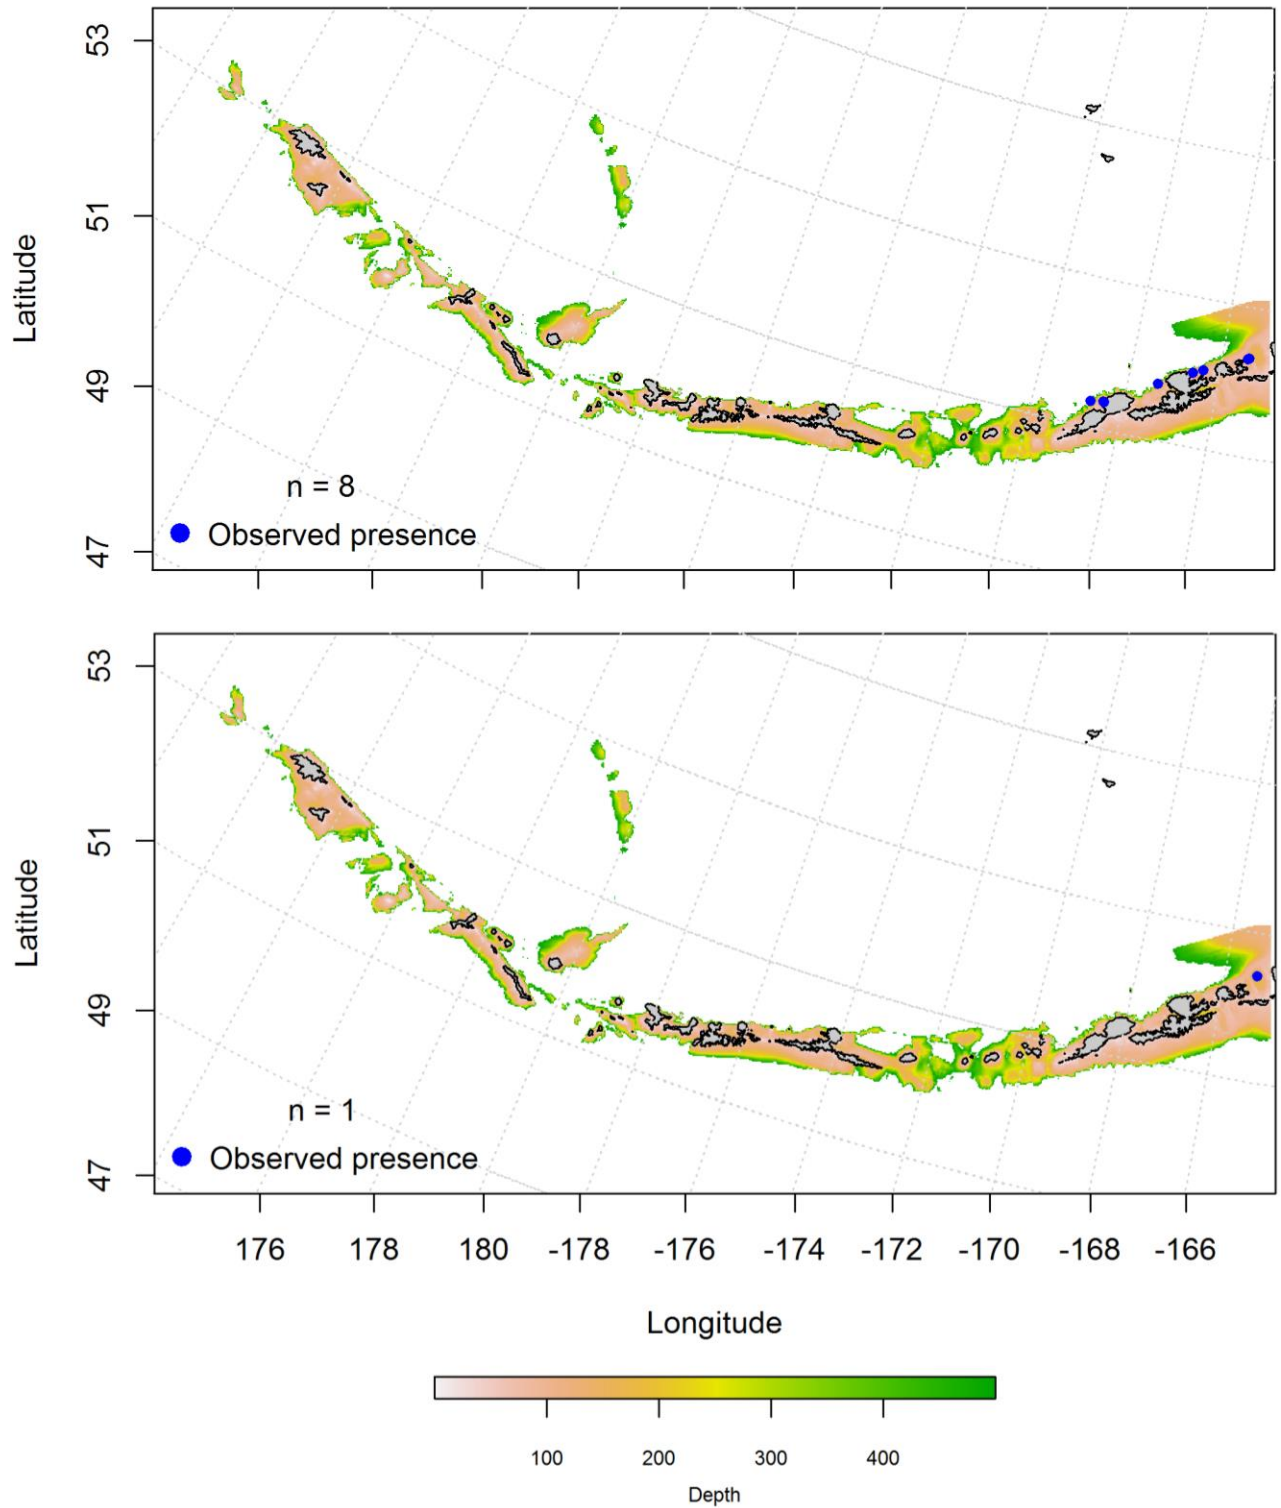 53
51
49
47
Latitude
n = 8
Observed presence
53
51
49
47
Latitude
n = 1
Observed presence
176 178 180 -178 -176 -174 -172 -170 -168 -166
Longitude
100 200 300 400
Depth